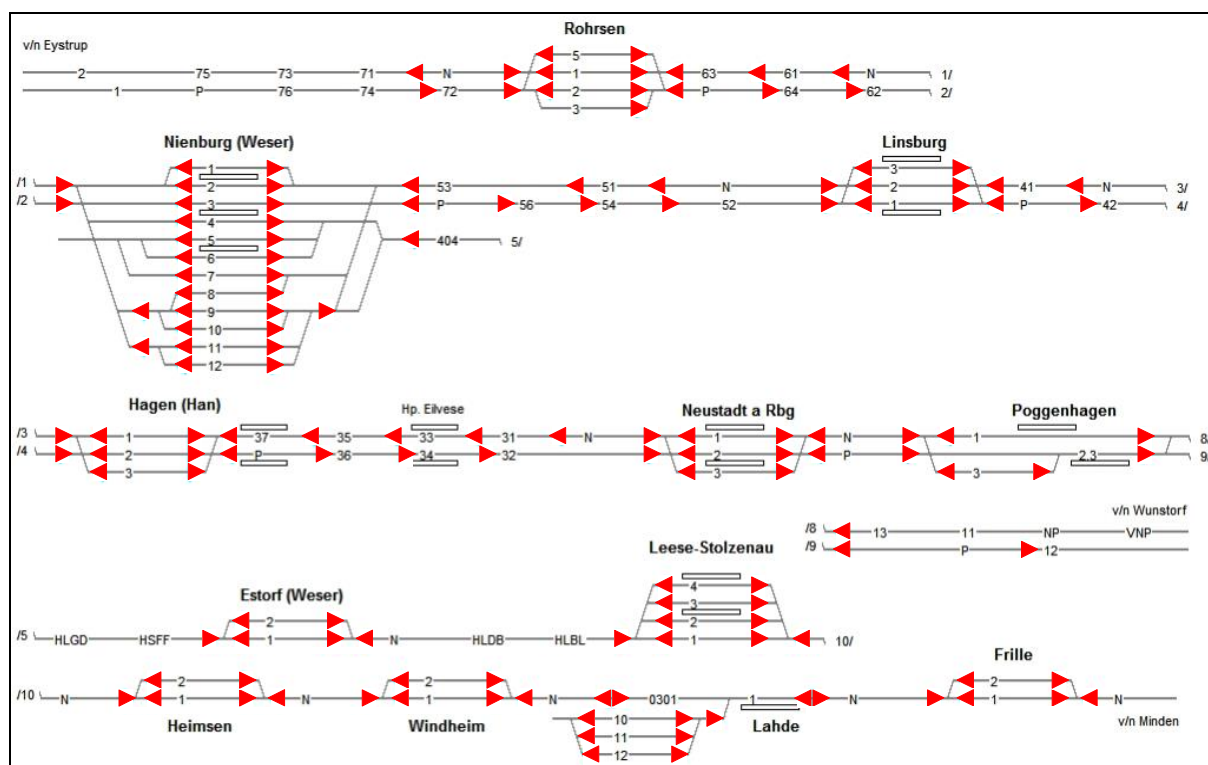 Rohrsen
v/n Eystrup
5
2 75 73 71 N 1 63 61 N 1/
1 P 76 74 72 2 P 64 62 2/
3
Nienburg (Weser) Linsburg
1 3
/1 2 53 51 N 2 41 N 3/
/2 3 P 56 54 52 1 P 42 4/
4
5 404 5/
6
7
8
9
10
11
12
Hagen (Han) Hp. Eilvese Neustadt a Rbg Poggenhagen
/3 1 37 35 33 31 N 1 N 1 8/
/4 2 P 36 34 32 2 P 2.3 9/
3 3 3
v/n Wunstorf
/8 13 11 NP VNP
/9 P 12
Leese-Stolzenau
4
Estorf (Weser) 3
2 2
/5 HLGD HSFF 1 N HLDB HLBL 1 10/
Frille
2 2 2
/10 N 1 N 1 N 0301 1 N 1 N
Heimsen Windheim 10 Lahde v/n Minden
11
12